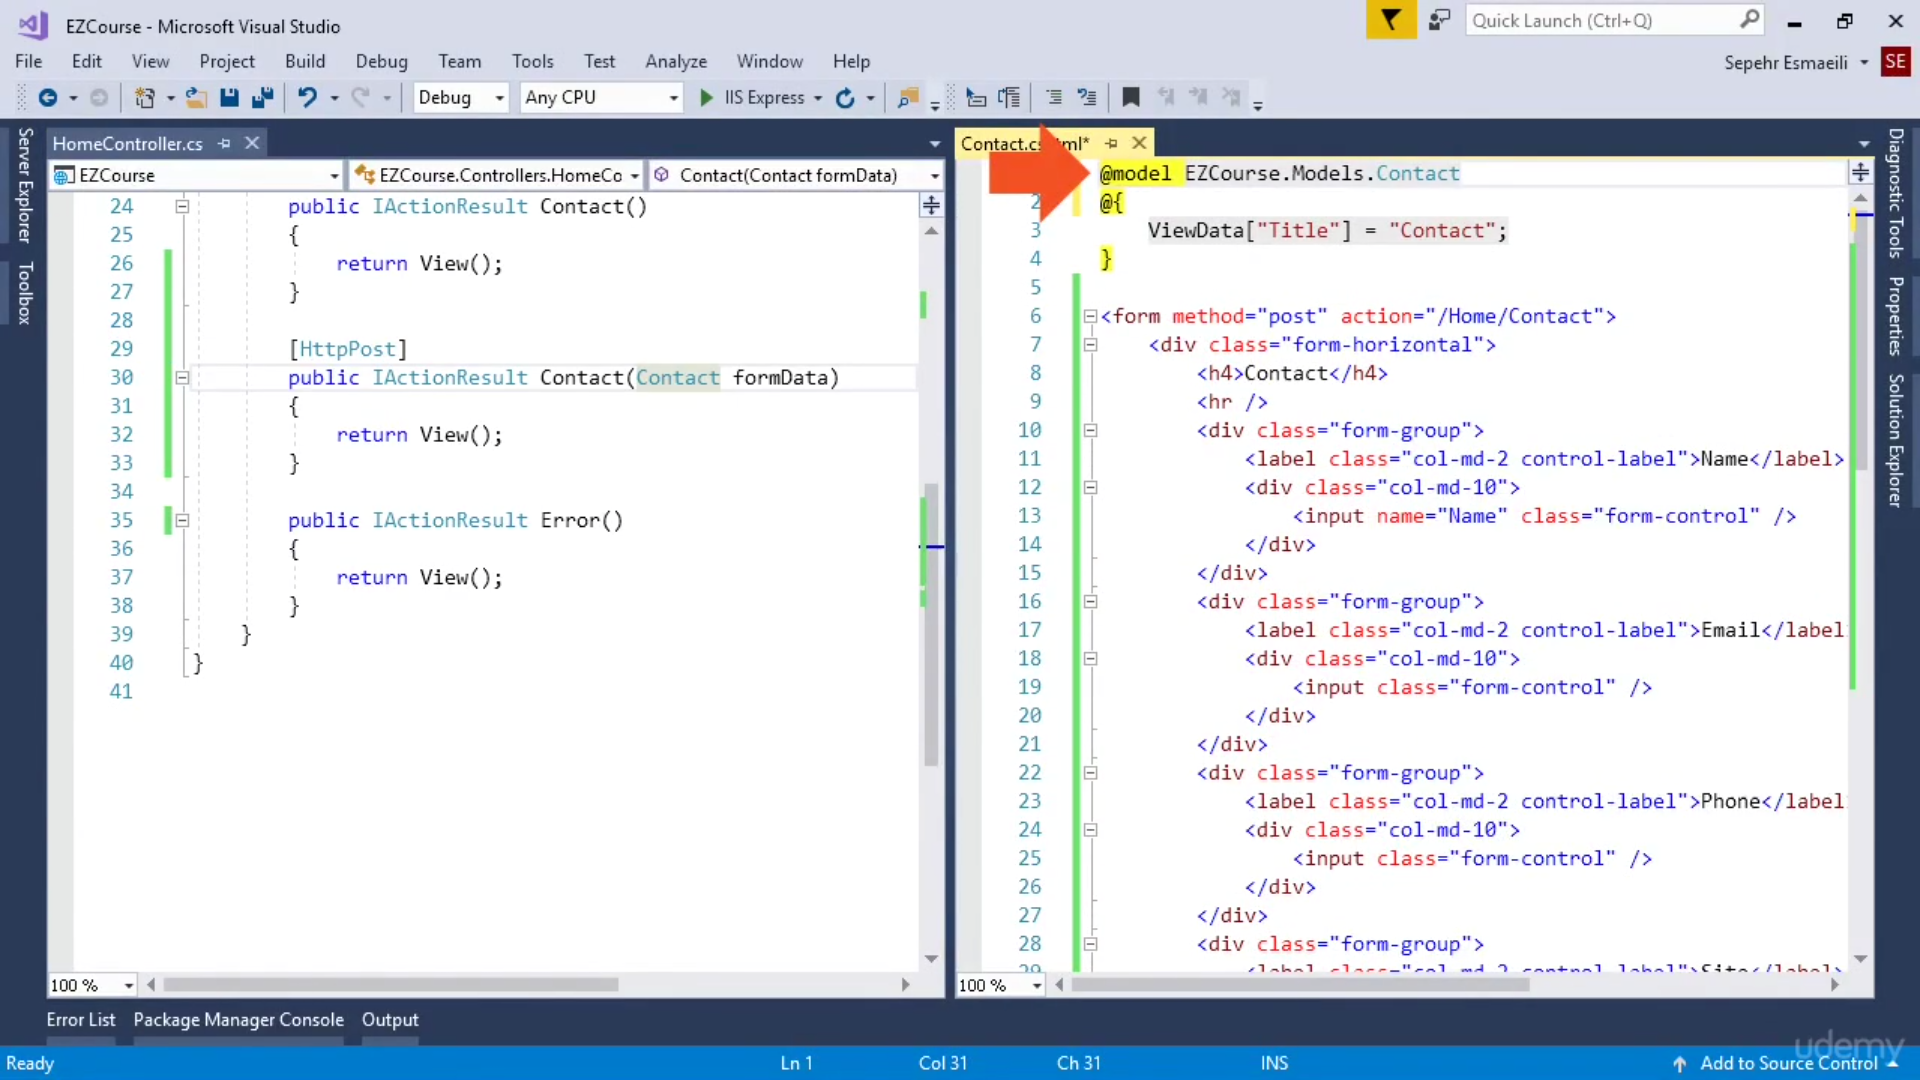 EZCourse - Microsoft Visual Studio
Quick Launch (Ctrl+Q)
File Edit View Project Build Debug Team Tools Test Analyze Window Help
Sepehr Esmaeili SE
Debug Any CPU IIS Express
Server Explorer
Toolbox
HomeController.cs
EZCourse EZCourse.Controllers.HomeCo Contact(Contact formData)
24 public IActionResult Contact()
25 {
26 return View();
27 }
28
29 [HttpPost]
30 public IActionResult Contact(Contact formData)
31 {
32 return View();
33 }
34
35 public IActionResult Error()
36 {
37 return View();
38 }
39 }
40 }
41
100 %
@model EZCourse.Models.Contact
2 @{
3 ViewData["Title"] = "Contact";
4 }
5
6 <form method="post" action="/Home/Contact">
7 <div class="form-horizontal">
8 <h4>Contact</h4>
9 <hr />
10 <div class="form-group">
11 <label class="col-md-2 control-label">Name</label>
12 <div class="col-md-10">
13 <input name="Name" class="form-control" />
14 </div>
15 </div>
16 <div class="form-group">
17 <label class="col-md-2 control-label">Email</label
18 <div class="col-md-10">
19 <input class="form-control" />
20 </div>
21 </div>
22 <div class="form-group">
23 <label class="col-md-2 control-label">Phone</label
24 <div class="col-md-10">
25 <input class="form-control" />
26 </div>
27 </div>
28 <div class="form-group">
29 <label class="col-md-2 control-label">Site</label>
100 %
Diagnostic Tools
Properties
Solution Explorer
Error List Package Manager Console Output
Ready Ln 1 Col 31 Ch 31 INS Add to Source Control
udemy